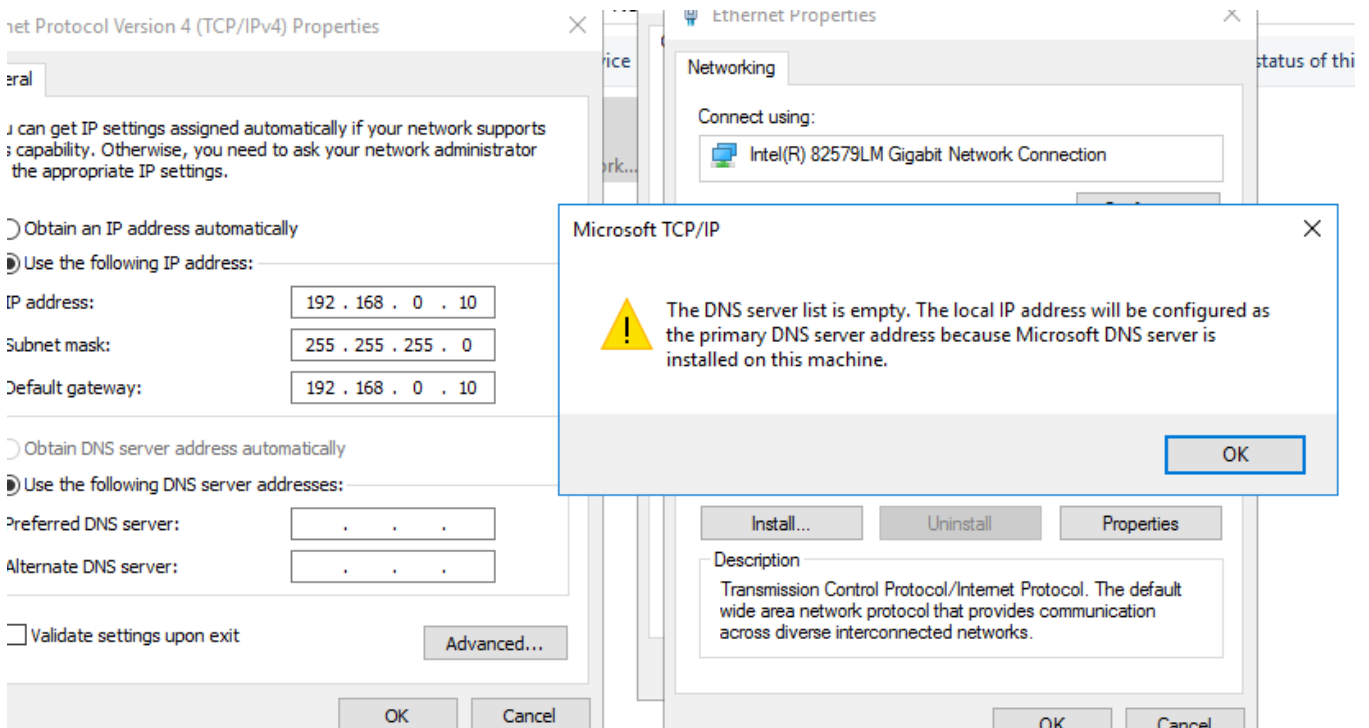 net Protocol Version 4 (TCP/IPv4) Properties
eral
u can get IP settings assigned automatically if your network supports
s capability. Otherwise, you need to ask your network administrator
the appropriate IP settings.
Obtain an IP address automatically
Use the following IP address:
IP address: 192 . 168 . 0 . 10
Subnet mask: 255 . 255 . 255 . 0
Default gateway: 192 . 168 . 0 . 10
Obtain DNS server address automatically
Use the following DNS server addresses:
Preferred DNS server: . . .
Alternate DNS server: . . .
Validate settings upon exit
Advanced...
OK Cancel
vice
ork...
Ethernet Properties
status of thi
Networking
Connect using:
Intel(R) 82579LM Gigabit Network Connection
Microsoft TCP/IP
The DNS server list is empty. The local IP address will be configured as
the primary DNS server address because Microsoft DNS server is
installed on this machine.
OK
Install... Uninstall Properties
Description
Transmission Control Protocol/Internet Protocol. The default
wide area network protocol that provides communication
across diverse interconnected networks.
OK Cancel